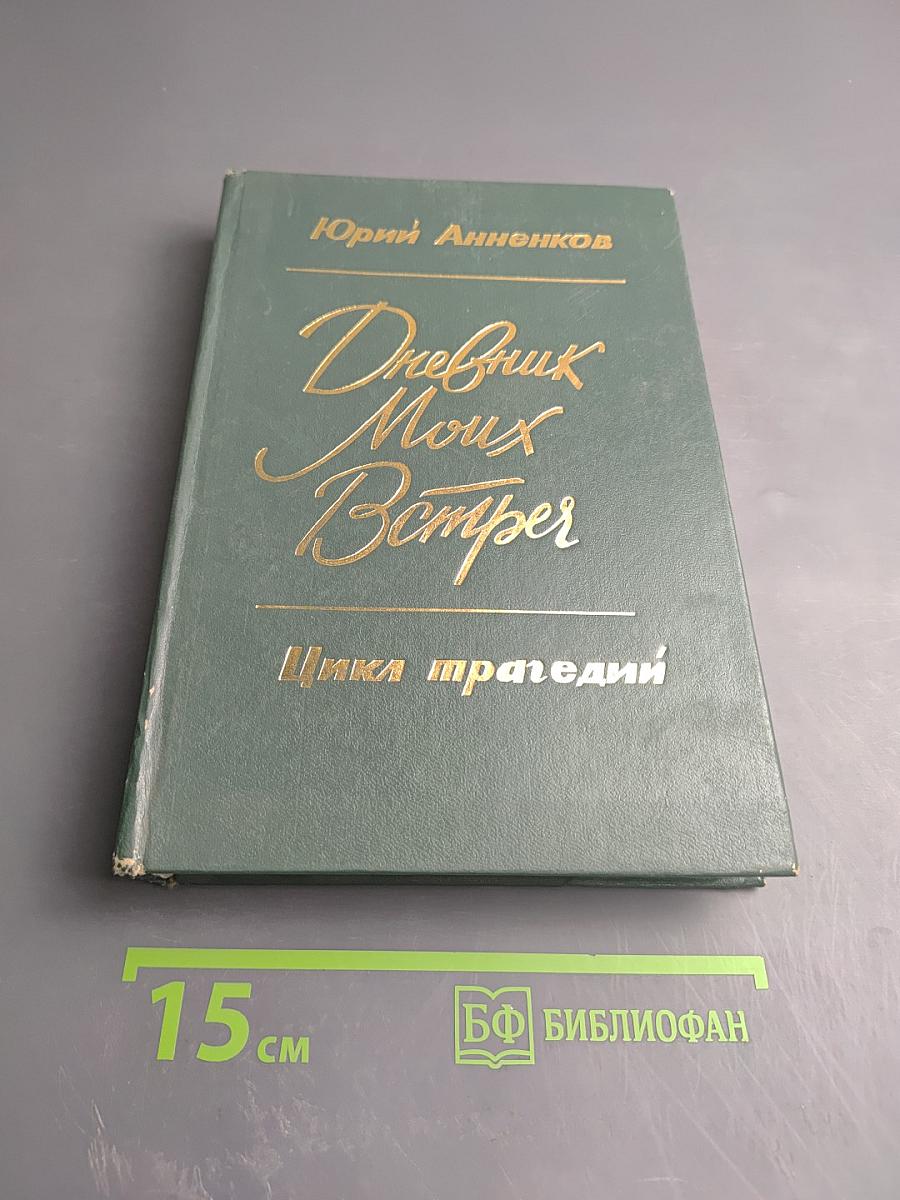 Юрий Анненков
Дневник
Моих
Встреч
Цикл трагедий
15 см
БФ БИБЛИОФАН